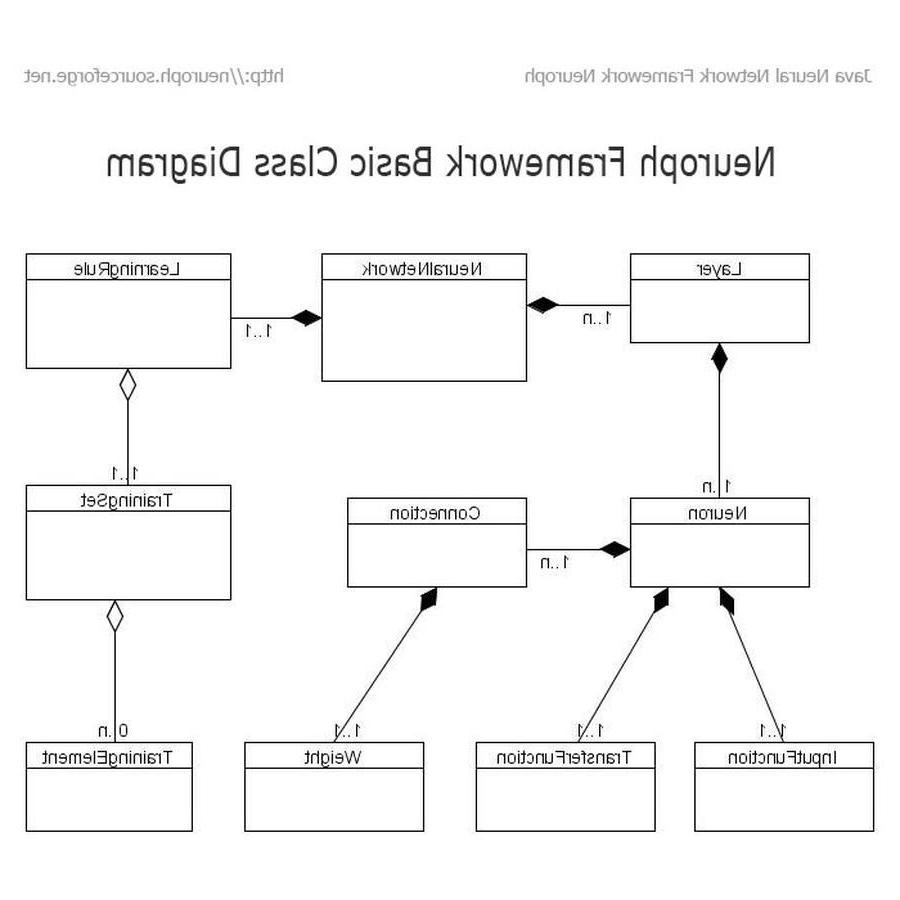 Java Neural Network Framework Neuroph
http://neuroph.sourceforge.net
Neuroph Framework Basic Class Diagram
Layer
NeuralNetwork
LearningRule
1..n
1..1
1..1
1..n
TrainingSet
Neuron
Connection
1..n
1..1
1..1
1..1
0..n
InputFunction
TransferFunction
Weight
TrainingElement